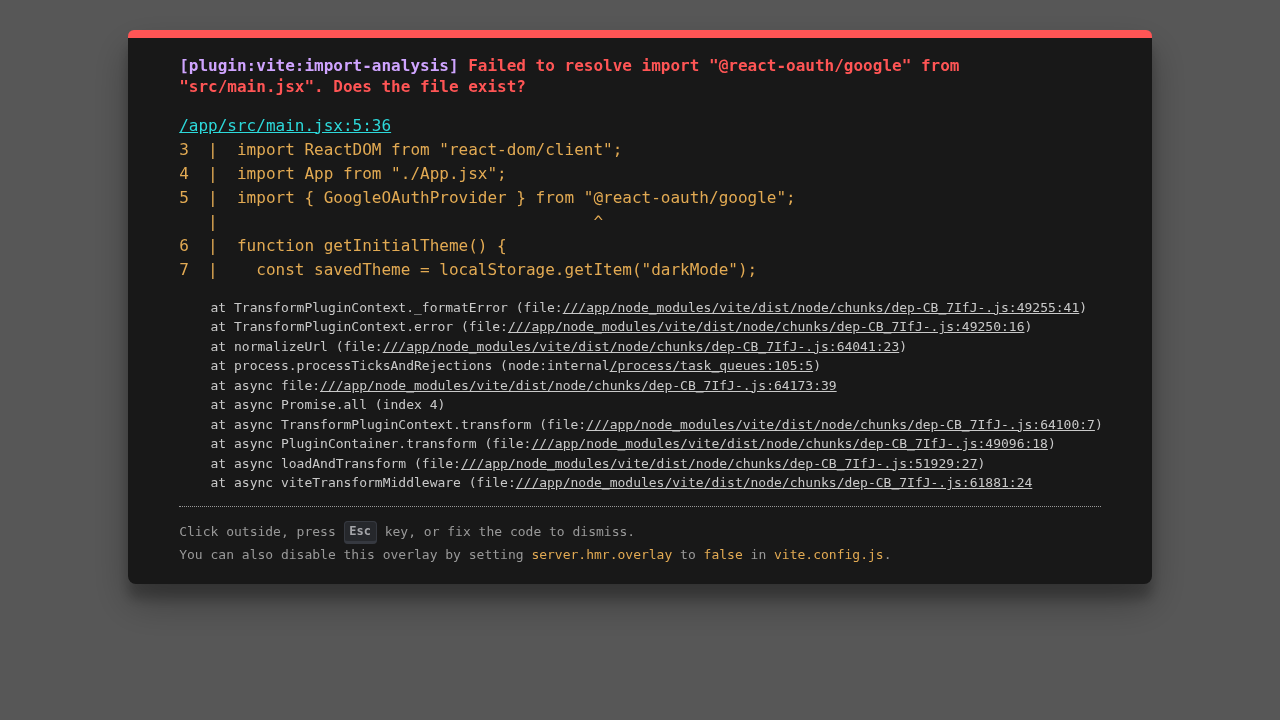 [plugin:vite:import-analysis] Failed to resolve import "@react-oauth/google" from
"src/main.jsx". Does the file exist?
/app/src/main.jsx:5:36
3  |  import ReactDOM from "react-dom/client";
4  |  import App from "./App.jsx";
5  |  import { GoogleOAuthProvider } from "@react-oauth/google";
   |                                       ^
6  |  function getInitialTheme() {
7  |    const savedTheme = localStorage.getItem("darkMode");
    at TransformPluginContext._formatError (file:///app/node_modules/vite/dist/node/chunks/dep-CB_7IfJ-.js:49255:41)
    at TransformPluginContext.error (file:///app/node_modules/vite/dist/node/chunks/dep-CB_7IfJ-.js:49250:16)
    at normalizeUrl (file:///app/node_modules/vite/dist/node/chunks/dep-CB_7IfJ-.js:64041:23)
    at process.processTicksAndRejections (node:internal/process/task_queues:105:5)
    at async file:///app/node_modules/vite/dist/node/chunks/dep-CB_7IfJ-.js:64173:39
    at async Promise.all (index 4)
    at async TransformPluginContext.transform (file:///app/node_modules/vite/dist/node/chunks/dep-CB_7IfJ-.js:64100:7)
    at async PluginContainer.transform (file:///app/node_modules/vite/dist/node/chunks/dep-CB_7IfJ-.js:49096:18)
    at async loadAndTransform (file:///app/node_modules/vite/dist/node/chunks/dep-CB_7IfJ-.js:51929:27)
    at async viteTransformMiddleware (file:///app/node_modules/vite/dist/node/chunks/dep-CB_7IfJ-.js:61881:24
Click outside, press Esc key, or fix the code to dismiss.
You can also disable this overlay by setting server.hmr.overlay to false in vite.config.js.